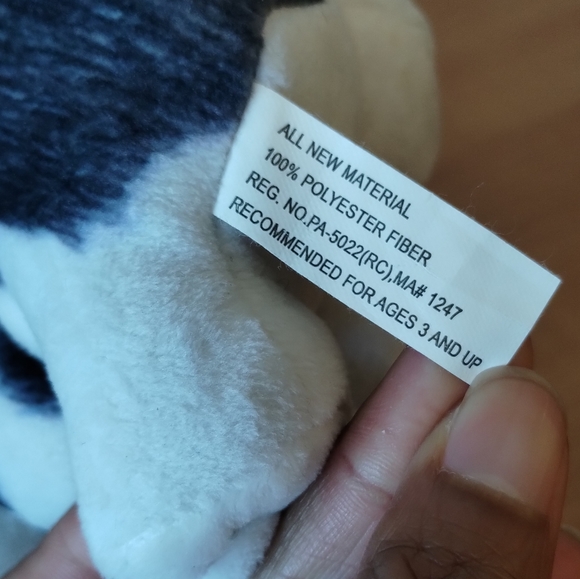 ALL NEW MATERIAL
100% POLYESTER FIBER
REG. NO.PA-5022(RC),MA# 1247
RECOMMENDED FOR AGES 3 AND UP